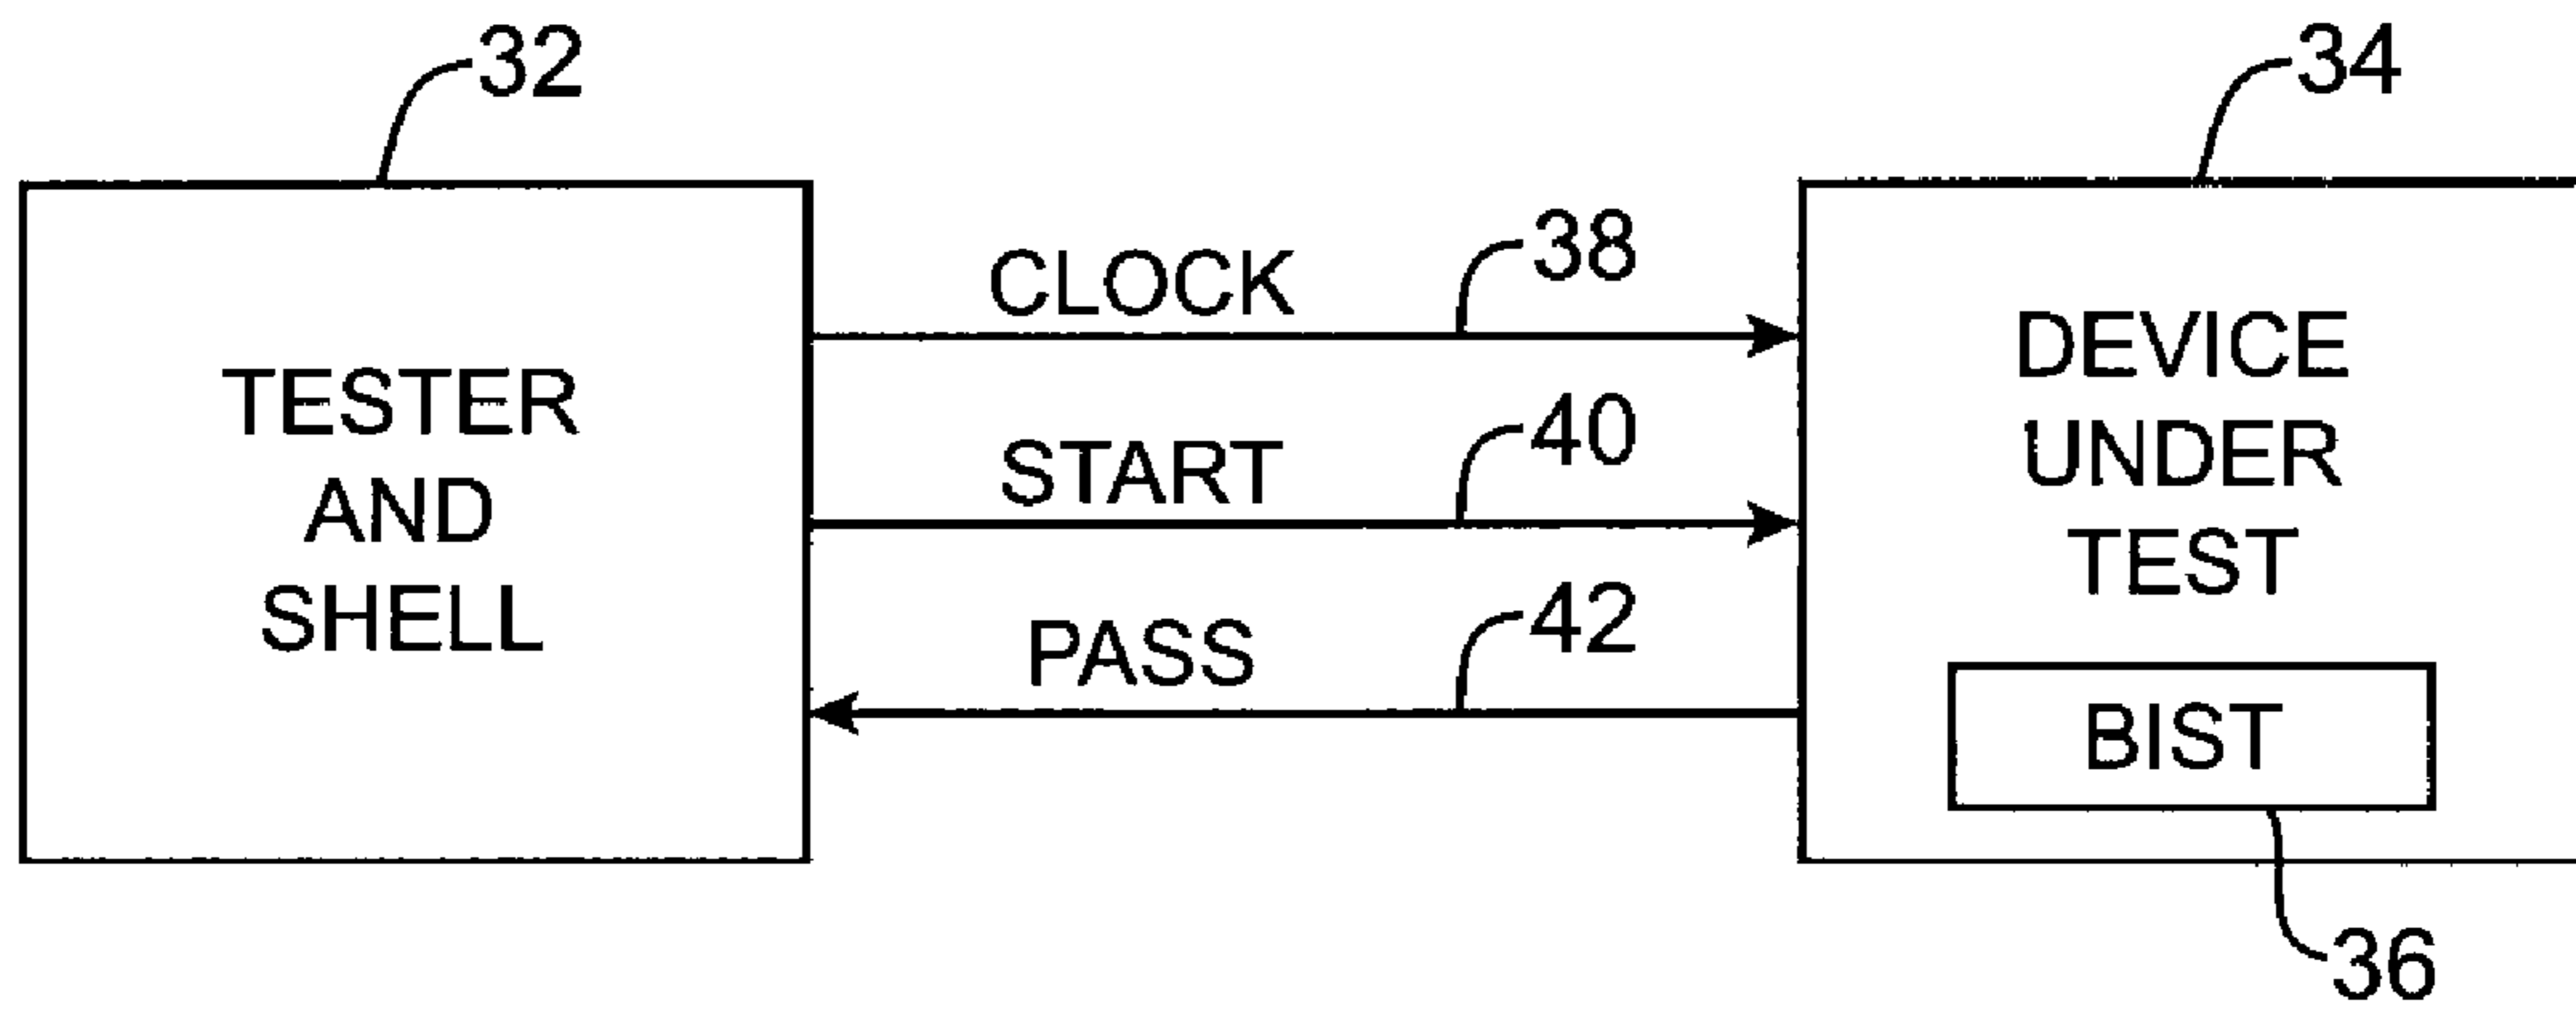 32
34
TESTER
AND
SHELL
CLOCK
38
START
40
PASS
42
DEVICE
UNDER
TEST
BIST
36